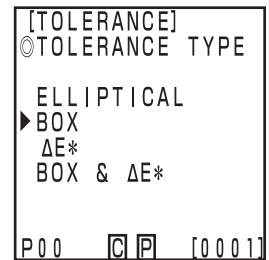 [TOLERANCE]
◎TOLERANCE TYPE
ELLIPTICAL
▶BOX
ΔE*
BOX & ΔE*
P00 C P [0001]